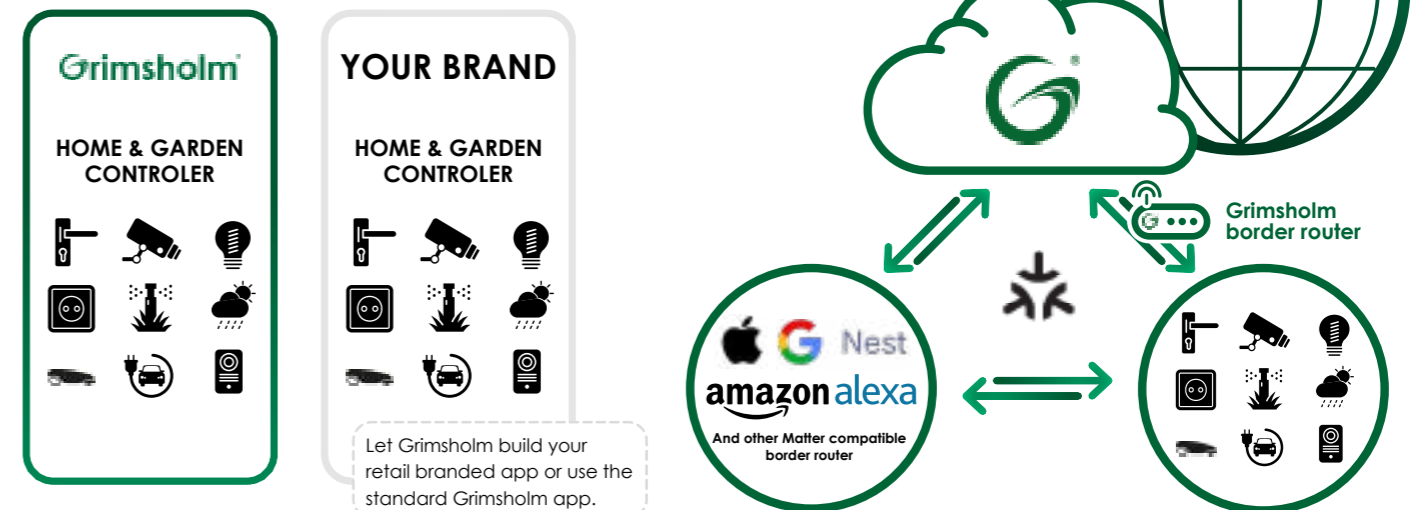 Grimsholm
HOME & GARDEN
CONTROLER
YOUR BRAND
HOME & GARDEN
CONTROLER
Let Grimsholm build your
retail branded app or use the
standard Grimsholm app.
G
®
Grimsholm
border router
G
G Nest
amazon alexa
And other Matter compatible
border router